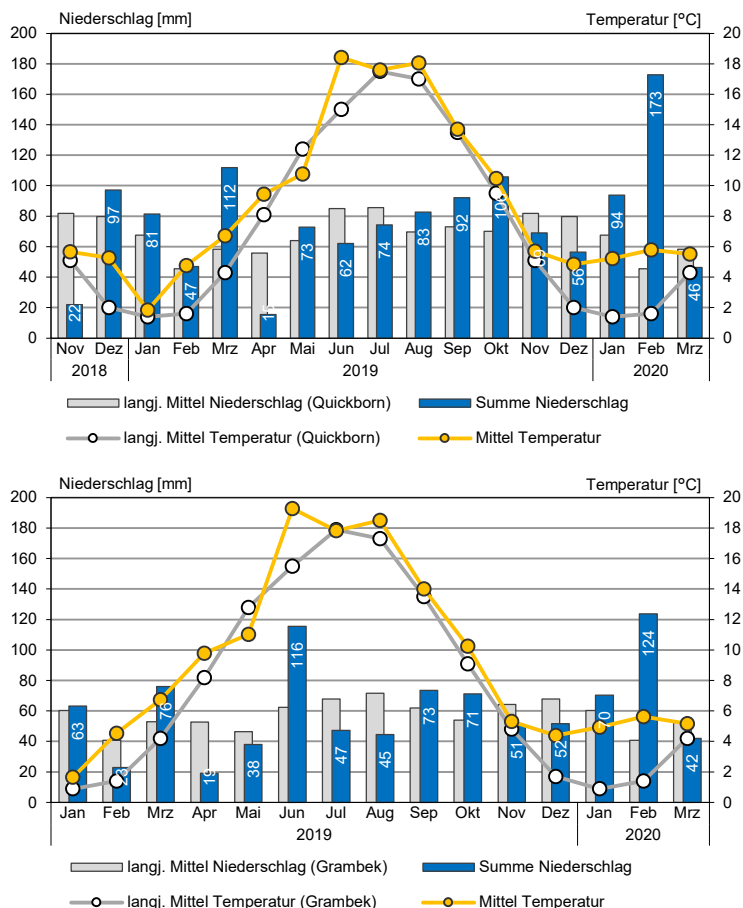 Niederschlag [mm] Temperatur [°C]
200 20
180 18
160 16
140 14
120 12
100 10
80 8
60 6
40 4
20 2
0 0
22 97 81 47 112 15 73 62 74 83 92 106 69 56 94 173 46
Nov Dez Jan Feb Mrz Apr Mai Jun Jul Aug Sep Okt Nov Dez Jan Feb Mrz
2018 2019 2020
langj. Mittel Niederschlag (Quickborn) Summe Niederschlag
langj. Mittel Temperatur (Quickborn) Mittel Temperatur
Niederschlag [mm] Temperatur [°C]
200 20
180 18
160 16
140 14
120 12
100 10
80 8
60 6
40 4
20 2
0 0
63 23 76 19 38 116 47 45 73 71 51 52 70 124 42
Jan Feb Mrz Apr Mai Jun Jul Aug Sep Okt Nov Dez Jan Feb Mrz
2019 2020
langj. Mittel Niederschlag (Grambek) Summe Niederschlag
langj. Mittel Temperatur (Grambek) Mittel Temperatur